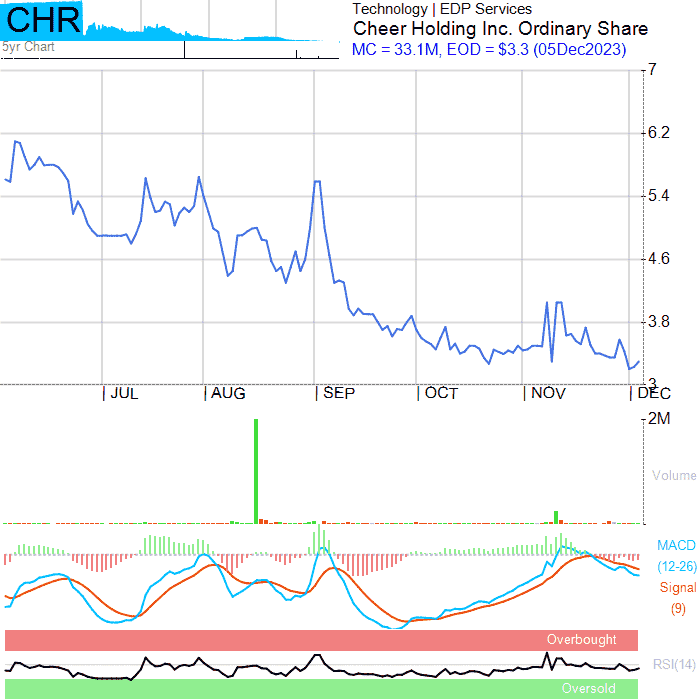 CHR
5yr Chart
Technology | EDP Services
Cheer Holding Inc. Ordinary Share
MC = 33.1M, EOD = $3.3 (05Dec2023)
7
6.2
5.4
4.6
3.8
3
| JUL | AUG | SEP | OCT | NOV | DEC
2M
Volume
MACD
(12-26)
Signal
(9)
Overbought
RSI(14)
Oversold